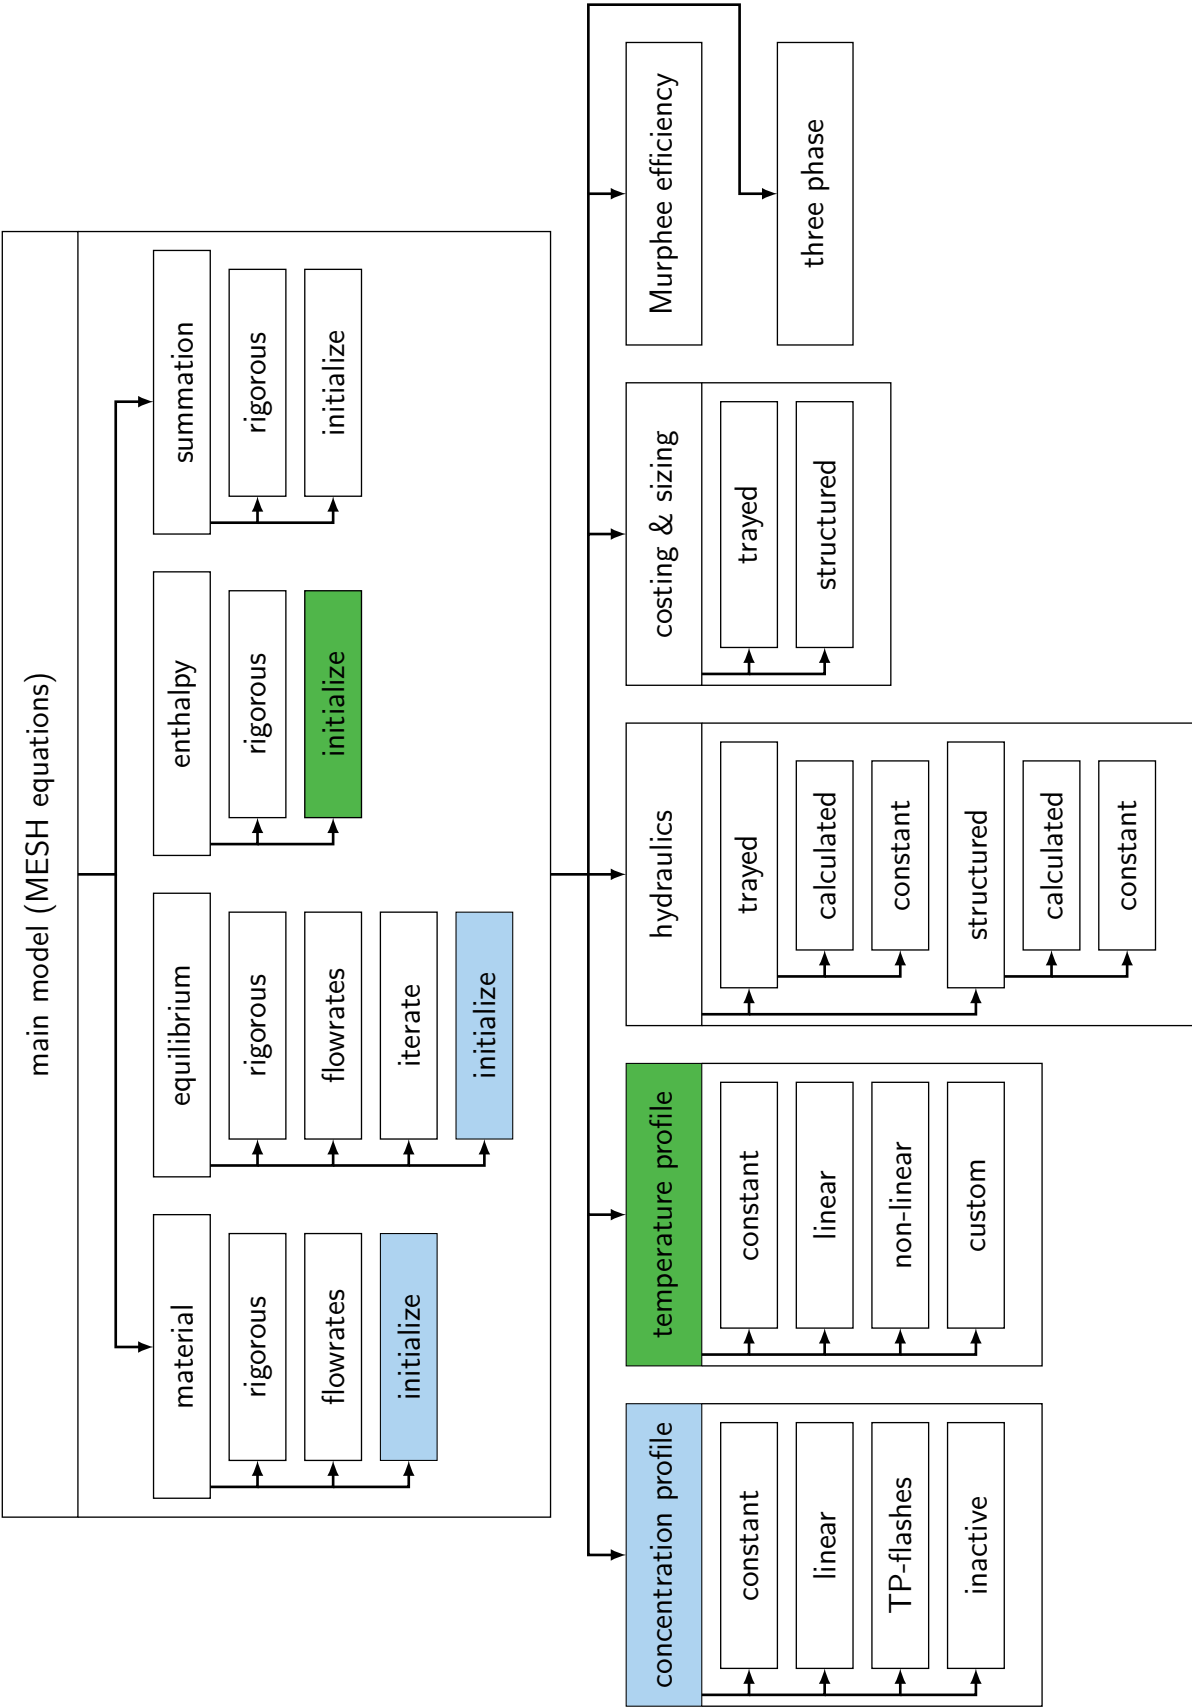 main model (MESH equations)
material
rigorous
flowrates
initialize
equilibrium
rigorous
flowrates
iterate
initialize
enthalpy
rigorous
initialize
summation
rigorous
initialize
concentration profile
constant
linear
TP-flashes
inactive
temperature profile
constant
linear
non-linear
custom
hydraulics
trayed
calculated
constant
structured
calculated
constant
costing & sizing
trayed
structured
Murphee efficiency
three phase